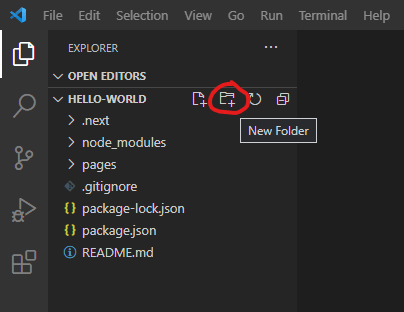 File Edit Selection View Go Run Terminal Help
EXPLORER ···
OPEN EDITORS
HELLO-WORLD
New Folder
.next
node_modules
pages
.gitignore
{} package-lock.json
{} package.json
README.md